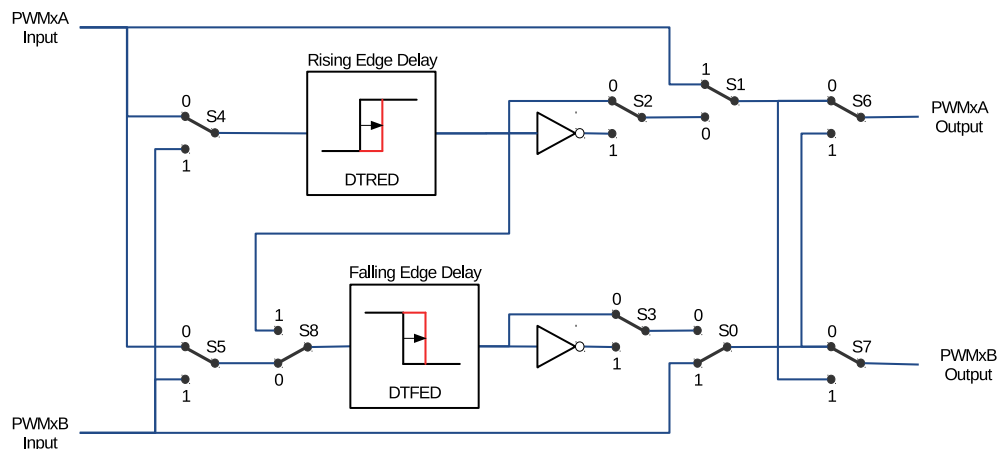 PWMxA
Input
Rising Edge Delay
0
S4
1
DTRED
0
S2
1
1
S1
0
0
S6
1
PWMxA
Output
Falling Edge Delay
0
S5
1
1
S8
0
DTFED
0
S3
1
0
S0
1
0
S7
1
PWMxB
Output
PWMxB
Input